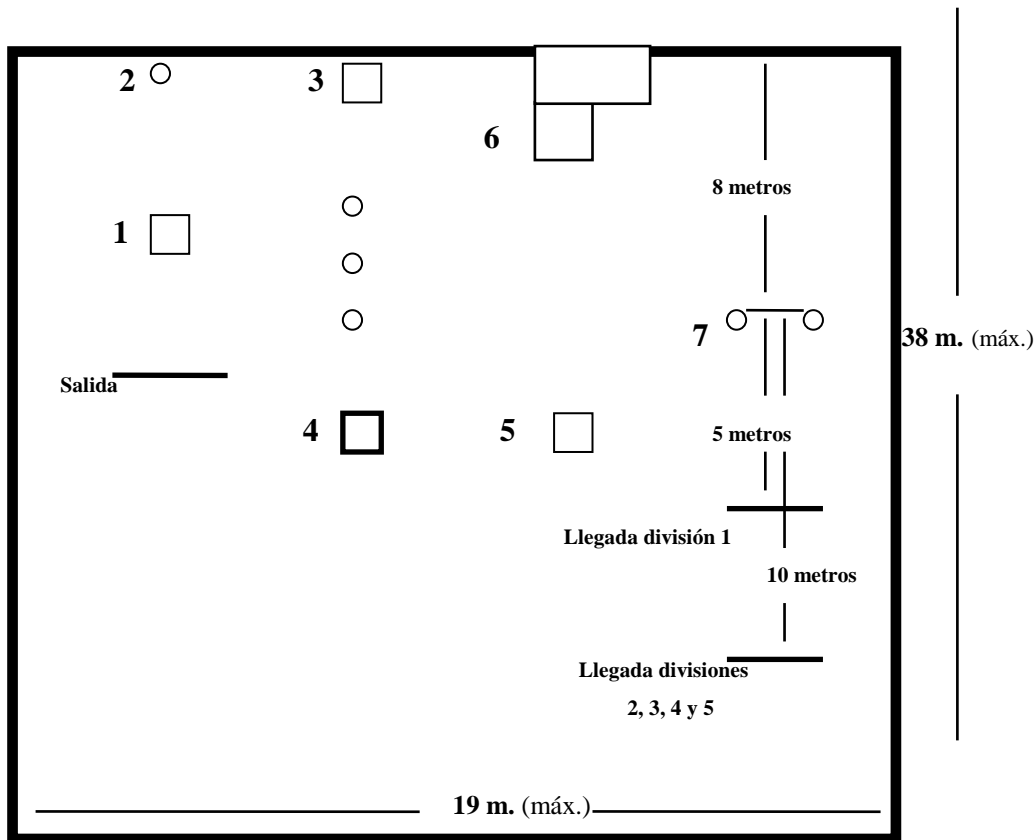 2
3
6
8 metros
1
7
38 m. (máx.)
Salida
4
5
5 metros
Llegada división 1
10 metros
Llegada divisiones
2, 3, 4 y 5
19 m. (máx.)